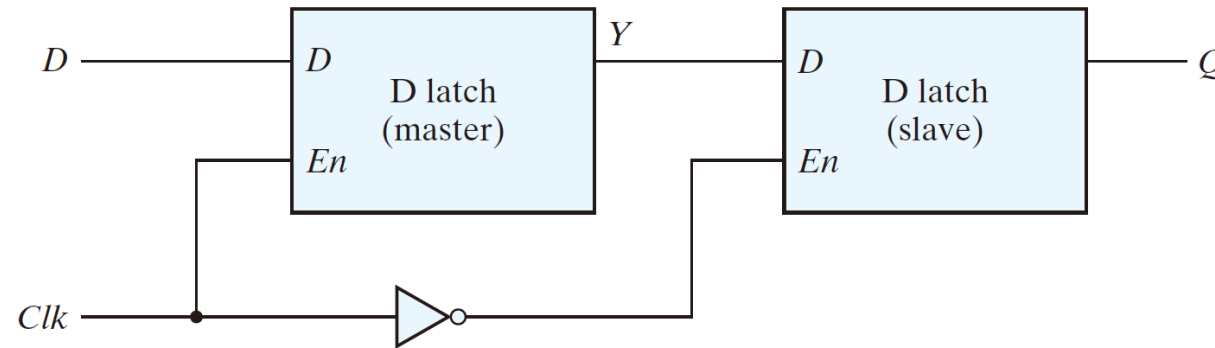 D
D
D latch
(master)
En
Y
D
D latch
(slave)
En
Q
Clk